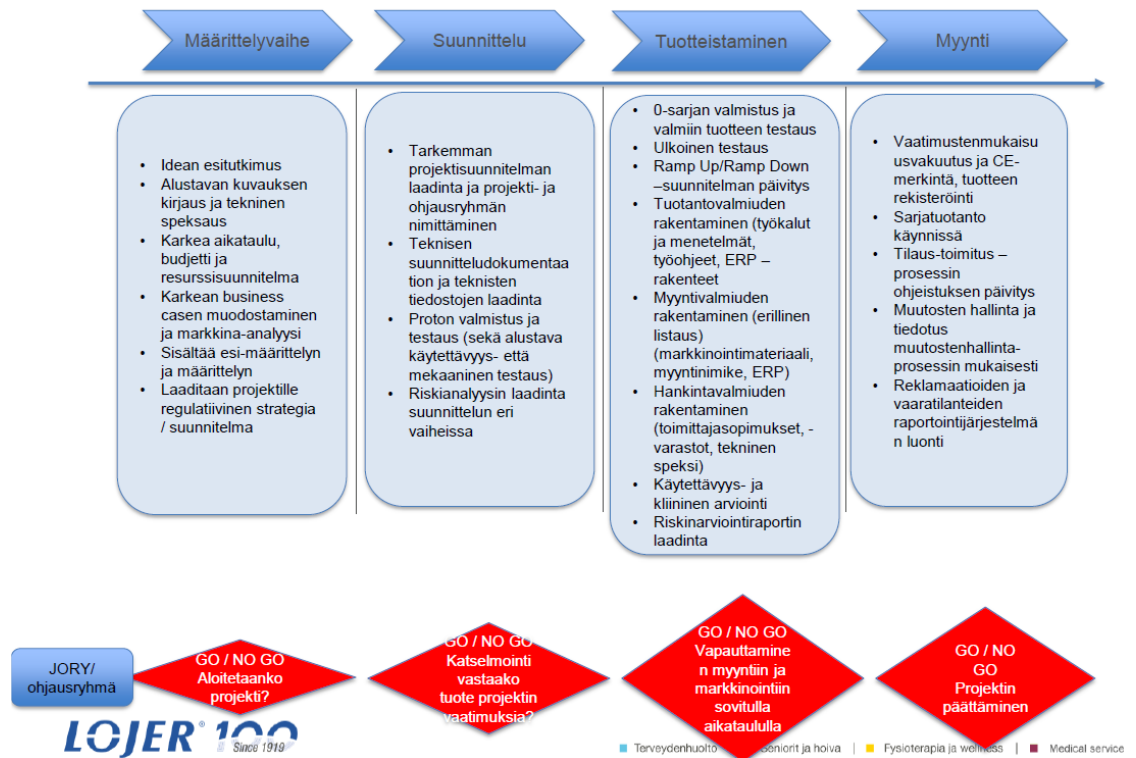 Määrittelyvaihe
Suunnittelu
Tuotteistaminen
Myynti
• Idean esitutkimus
• Alustavan kuvauksen
kirjaus ja tekninen
speksaus
• Karkea aikataulu,
budjetti ja
resurssisuunnitelma
• Karkean business
casen muodostaminen
ja markkina-analyysi
• Sisältää esi-määrittelyn
ja määrittelyn
• Laaditaan projektille
regulatiivinen strategia
/ suunnitelma
• Tarkemman
projektisuunnitelman
laadinta ja projekti- ja
ohjausryhmän
nimittäminen
• Teknisen
suunnitteludokumentaa
tion ja teknisten
tiedostojen laadinta
• Proton valmistus ja
testaus (sekä alustava
käytettävyys- että
mekaaninen testaus)
• Riskianalyysin laadinta
suunnittelun eri
vaiheissa
• 0-sarjan valmistus ja
valmiin tuotteen testaus
• Ulkoinen testaus
• Ramp Up/Ramp Down
–suunnitelman päivitys
• Tuotantovalmiuden
rakentaminen (työkalut
ja menetelmät,
työohjeet, ERP –
rakenteet
• Myyntivalmiuden
rakentaminen (erillinen
listaus)
(markkinointimateriaali,
myyntinimike, ERP)
• Hankintavalmiuden
rakentaminen
(toimittajasopimukset, -
varastot, tekninen
speksi)
• Käytettävyys- ja
kliininen arviointi
• Riskinarviointiraportin
laadinta
• Vaatimustenmukaisu
usvakuutus ja CE-
merkintä, tuotteen
rekisteröinti
• Sarjatuotanto
käynnissä
• Tilaus-toimitus –
prosessin
ohjeistuksen päivitys
• Muutosten hallinta ja
tiedotus
muutostenhallinta-
prosessin mukaisesti
• Reklamaatioiden ja
vaaratilanteiden
raportointijärjestelmä
n luonti
JORY/
ohjausryhmä
GO / NO GO
Aloitetaanko
projekti?
GO / NO GO
Katselmointi
vastaako
tuote projektin
vaatimuksia?
GO / NO GO
Vapauttamine
n myyntiin ja
markkinointiin
sovitulla
aikataululla
GO / NO
GO
Projektin
päättäminen
LOJER® 100
Since 1919
Terveydenhuolto Seniorit ja hoiva | Fysioterapia ja wellness | Medical service